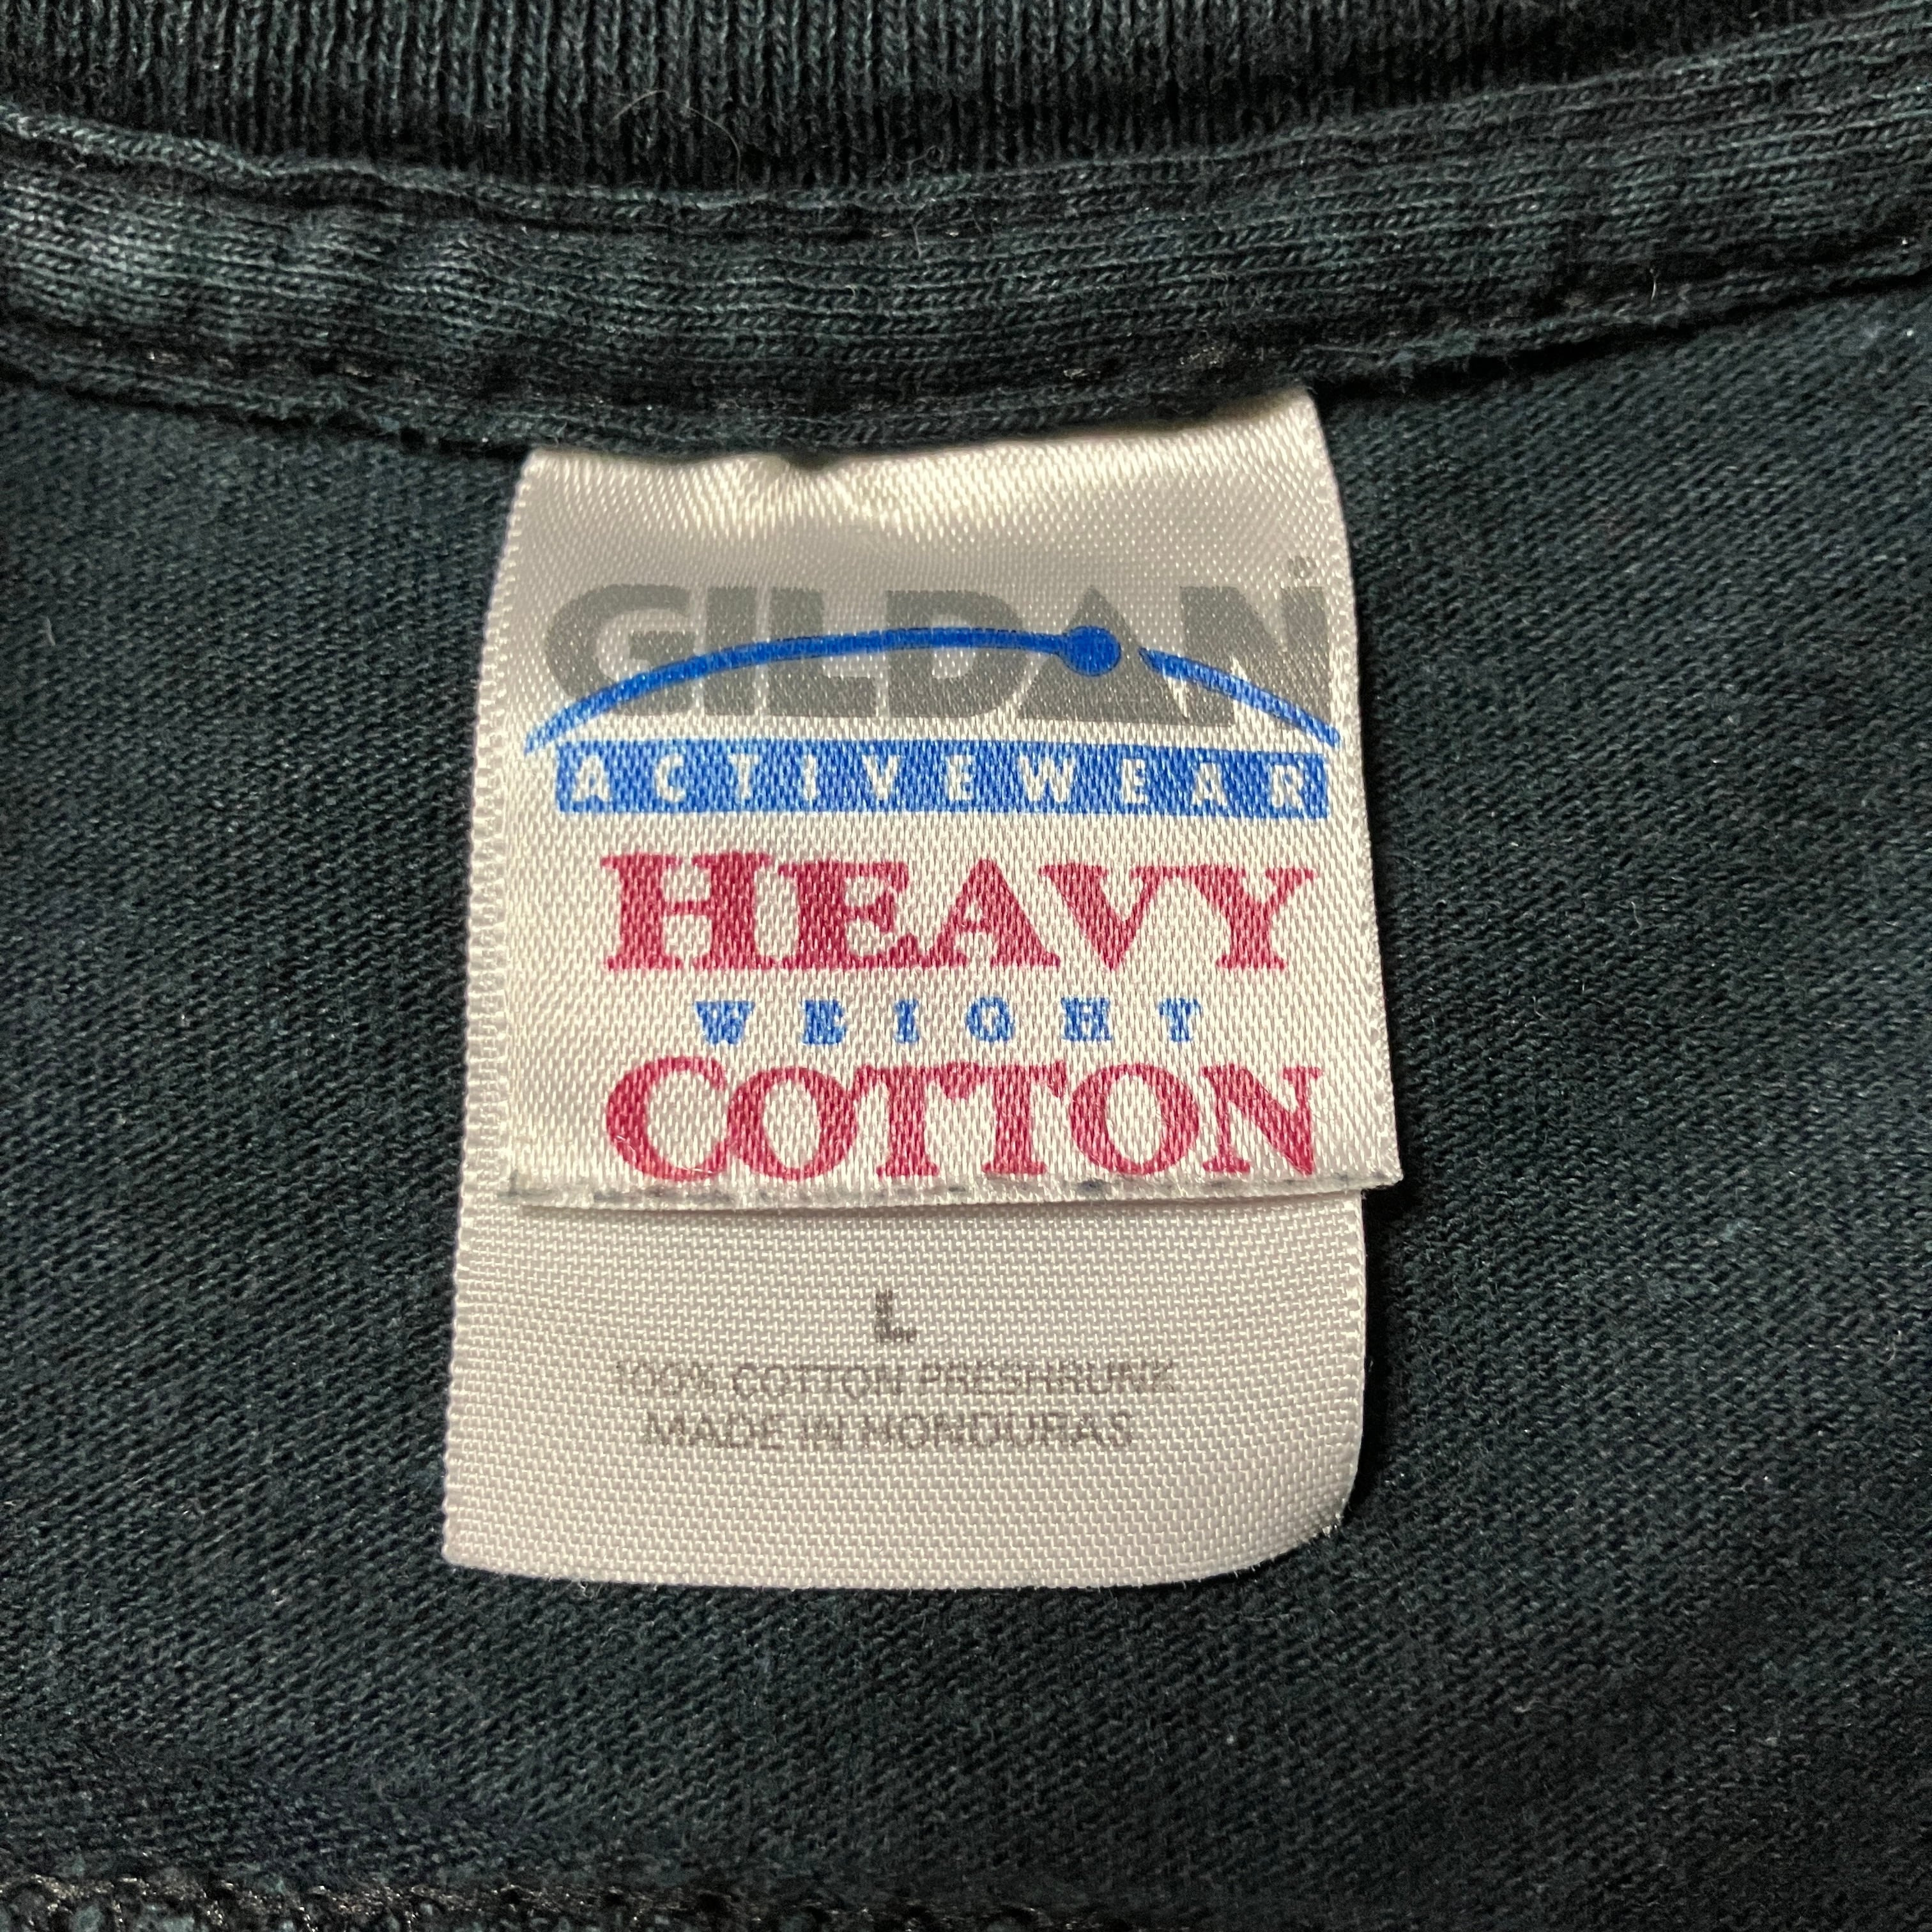 GILDAN®
ACTIVEWEAR
HEAVY
WEIGHT
COTTON
L
100% COTTON PRESHRUNK
MADE IN HONDURAS